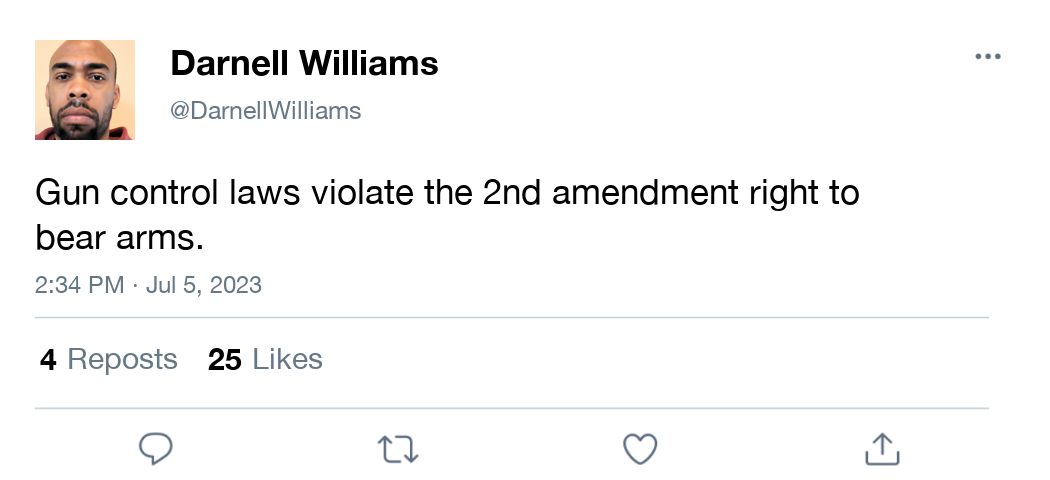 Darnell Williams
@DarnellWilliams
Gun control laws violate the 2nd amendment right to
bear arms.
2:34 PM · Jul 5, 2023
4 Reposts 25 Likes